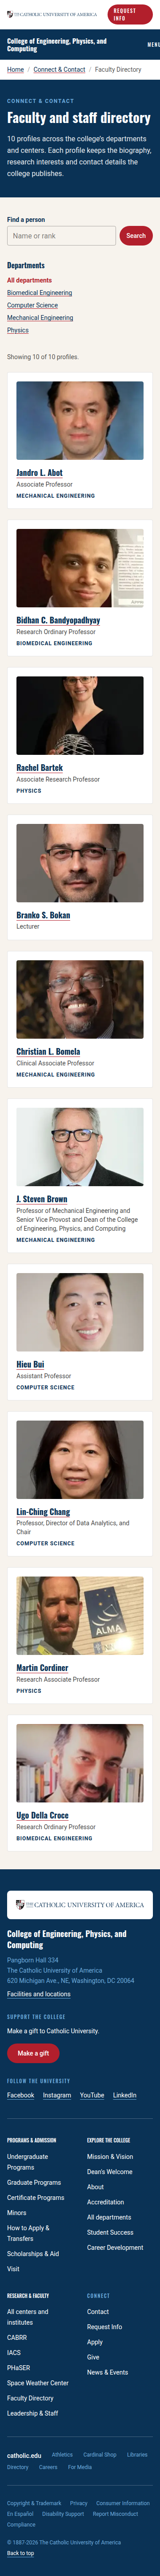 THE CATHOLIC UNIVERSITY OF AMERICA
REQUEST
INFO
College of Engineering, Physics, and
Computing
MENU
Home / Connect & Contact / Faculty Directory
CONNECT & CONTACT
Faculty and staff directory
10 profiles across the college's departments
and centers. Each profile keeps the biography,
research interests and contact details the
college publishes.
Find a person
Name or rank
Search
Departments
All departments
Biomedical Engineering
Computer Science
Mechanical Engineering
Physics
Showing 10 of 10 profiles.
Jandro L. Abot
Associate Professor
MECHANICAL ENGINEERING
Bidhan C. Bandyopadhyay
Research Ordinary Professor
BIOMEDICAL ENGINEERING
Rachel Bartek
Associate Research Professor
PHYSICS
Branko S. Bokan
Lecturer
Christian L. Bomela
Clinical Associate Professor
MECHANICAL ENGINEERING
J. Steven Brown
Professor of Mechanical Engineering and
Senior Vice Provost and Dean of the College
of Engineering, Physics, and Computing
MECHANICAL ENGINEERING
Hieu Bui
Assistant Professor
COMPUTER SCIENCE
Lin-Ching Chang
Professor, Director of Data Analytics, and
Chair
COMPUTER SCIENCE
ALMA
Martin Cordiner
Research Associate Professor
PHYSICS
Ugo Della Croce
Research Ordinary Professor
BIOMEDICAL ENGINEERING
THE CATHOLIC UNIVERSITY OF AMERICA
College of Engineering, Physics, and
Computing
Pangborn Hall 334
The Catholic University of America
620 Michigan Ave., NE, Washington, DC 20064
Facilities and locations
SUPPORT THE COLLEGE
Make a gift to Catholic University.
Make a gift
FOLLOW THE UNIVERSITY
Facebook Instagram YouTube LinkedIn
PROGRAMS & ADMISSION
Undergraduate
Programs
Graduate Programs
Certificate Programs
Minors
How to Apply &
Transfers
Scholarships & Aid
Visit
EXPLORE THE COLLEGE
Mission & Vision
Dean's Welcome
About
Accreditation
All departments
Student Success
Career Development
RESEARCH & FACULTY
All centers and
institutes
CABRR
IACS
PHaSER
Space Weather Center
Faculty Directory
Leadership & Staff
CONNECT
Contact
Request Info
Apply
Give
News & Events
catholic.edu Athletics Cardinal Shop Libraries
Directory Careers For Media
Copyright & Trademark Privacy Consumer Information
En Español Disability Support Report Misconduct
Compliance
© 1887-2026 The Catholic University of America
Back to top